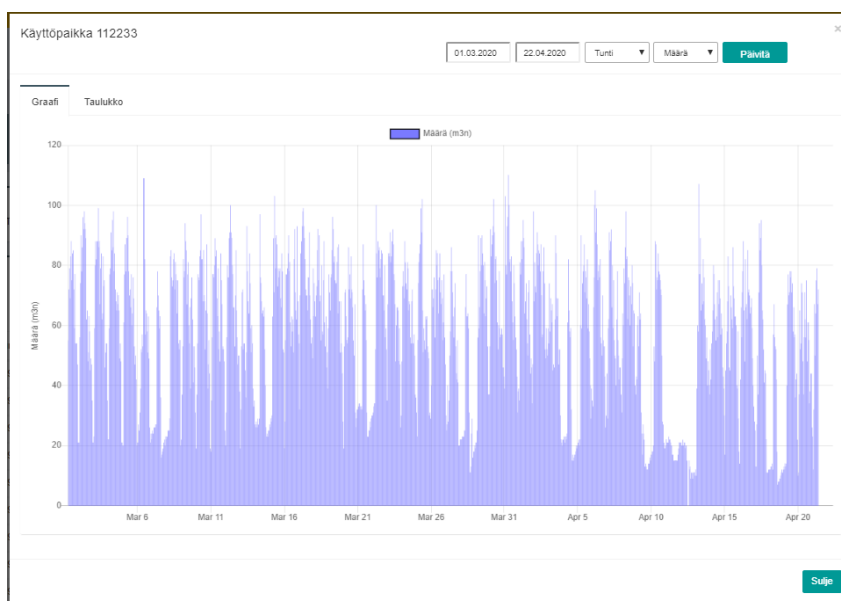 Käyttöpaikka 112233
×
01.03.2020 22.04.2020 Tunti Määrä Päivitä
Graafi Taulukko
Määrä (m3n)
120
100
80
60
40
20
0
Määrä (m3n)
Mar 6 Mar 11 Mar 16 Mar 21 Mar 26 Mar 31 Apr 5 Apr 10 Apr 15 Apr 20
Sulje